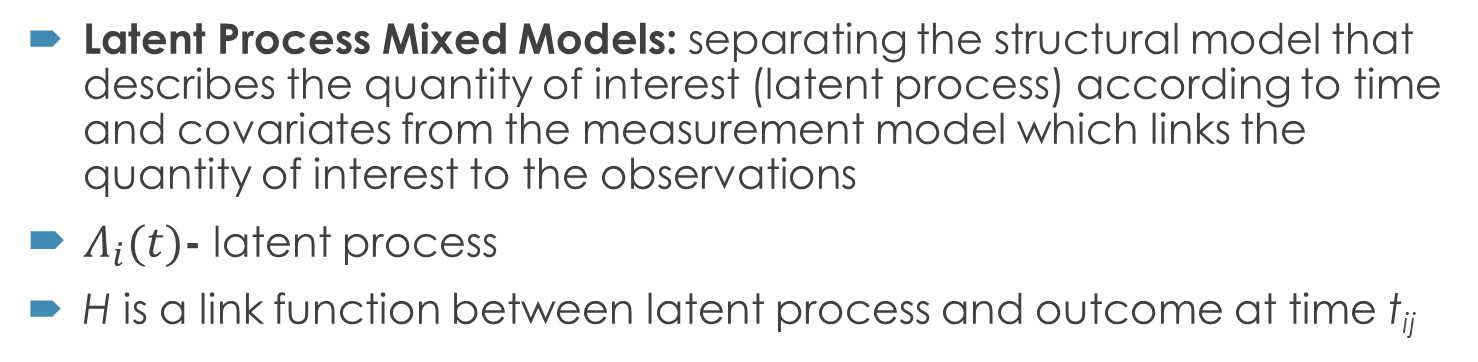 Latent Process Mixed Models: separating the structural model that
describes the quantity of interest (latent process) according to time
and covariates from the measurement model which links the
quantity of interest to the observations
Λᵢ(t)- latent process
H is a link function between latent process and outcome at time tᵢⱼ